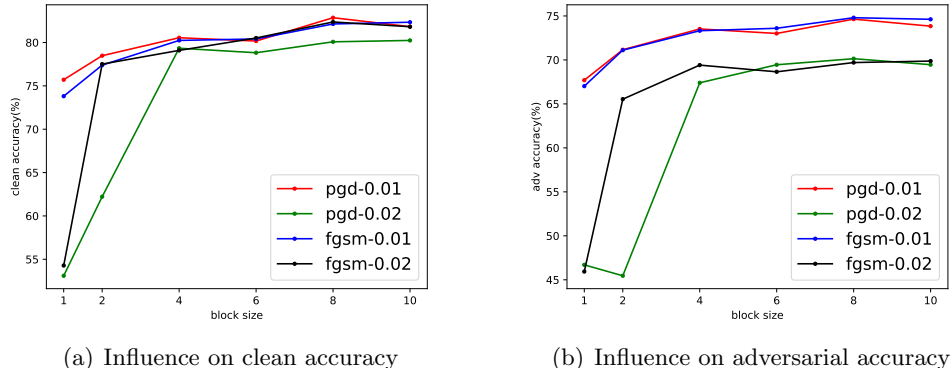 80
75
70
65
60
55
clean accuracy(%)
1 2 4 6 8 10
block size
pgd-0.01
pgd-0.02
fgsm-0.01
fgsm-0.02
(a) Influence on clean accuracy
75
70
65
60
55
50
45
adv accuracy(%)
1 2 4 6 8 10
block size
pgd-0.01
pgd-0.02
fgsm-0.01
fgsm-0.02
(b) Influence on adversarial accuracy